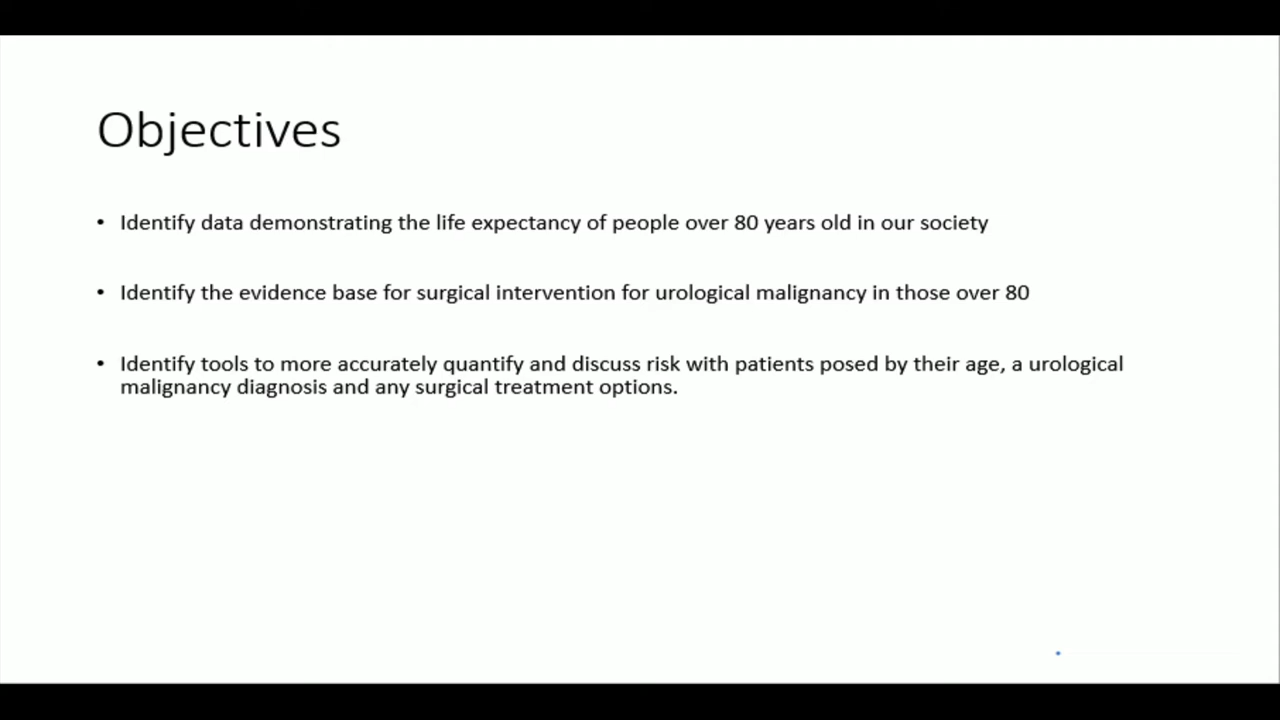 Objectives
• Identify data demonstrating the life expectancy of people over 80 years old in our society
• Identify the evidence base for surgical intervention for urological malignancy in those over 80
• Identify tools to more accurately quantify and discuss risk with patients posed by their age, a urological
malignancy diagnosis and any surgical treatment options.